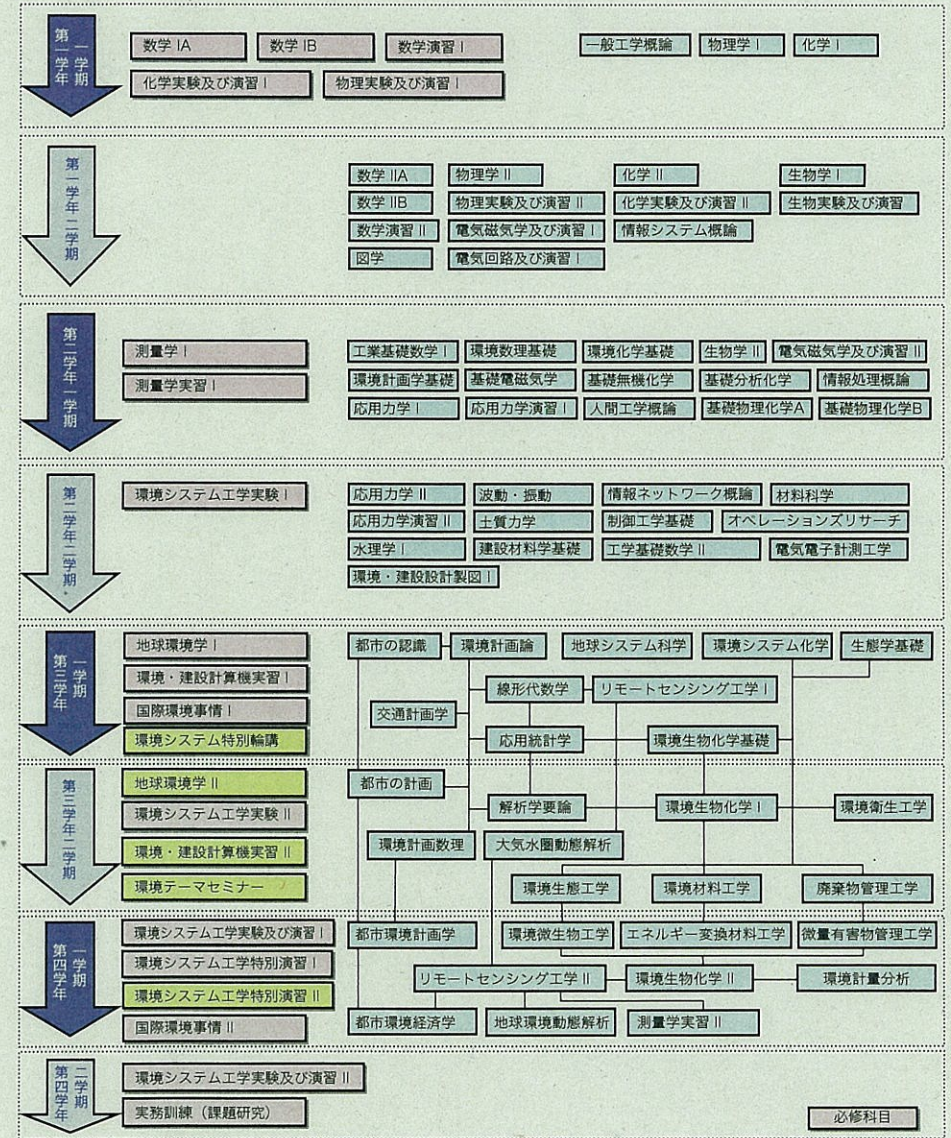 第一学年 一学期
数学 IA 数学 IB 数学演習 I 一般工学概論 物理学 I 化学 I
化学実験及び演習 I 物理実験及び演習 I
第一学年二学期
数学 IIA 物理学 II 化学 II 生物学 I
数学 IIB 物理実験及び演習 II 化学実験及び演習 II 生物実験及び演習
数学演習 II 電気磁気学及び演習 I 情報システム概論
図学 電気回路及び演習 I
第二学年一学期
測量学 I 工業基礎数学 I 環境数理基礎 環境化学基礎 生物学 II 電気磁気学及び演習 II
測量学実習 I 環境計画学基礎 基礎電磁気学 基礎無機化学 基礎分析化学 情報処理概論
応用力学 I 応用力学演習 I 人間工学概論 基礎物理化学A 基礎物理化学B
第二学年二学期
環境システム工学実験 I 応用力学 II 波動・振動 情報ネットワーク概論 材料科学
応用力学演習 II 土質力学 制御工学基礎 オペレーションズリサーチ
水理学 I 建設材料学基礎 工学基礎数学 II 電気電子計測工学
環境・建設設計製図 I
第三学年 一学期
地球環境学 I 都市の認識 環境計画論 地球システム科学 環境システム化学 生態学基礎
環境・建設計算機実習 I 線形代数学 リモートセンシング工学 I
国際環境事情 I 交通計画学
環境システム特別輪講 応用統計学 環境生物化学基礎
第三学年二学期
地球環境学 II 都市の計画
環境システム工学実験 II 解析学要論 環境生物化学 I 環境衛生工学
環境・建設計算機実習 II 環境計画数理 大気水圏動態解析
環境テーマセミナー 環境生態工学 環境材料工学 廃棄物管理工学
第四学年 一学期
環境システム工学実験及び演習 I 都市環境計画学 環境微生物工学 エネルギー変換材料工学 微量有害物管理工学
環境システム工学特別演習 I リモートセンシング工学 II 環境生物化学 II 環境計量分析
環境システム工学特別演習 II
国際環境事情 II 都市環境経済学 地球環境動態解析 測量学実習 II
第四学年 二学期
環境システム工学実験及び演習 II
実務訓練（課題研究） 必修科目